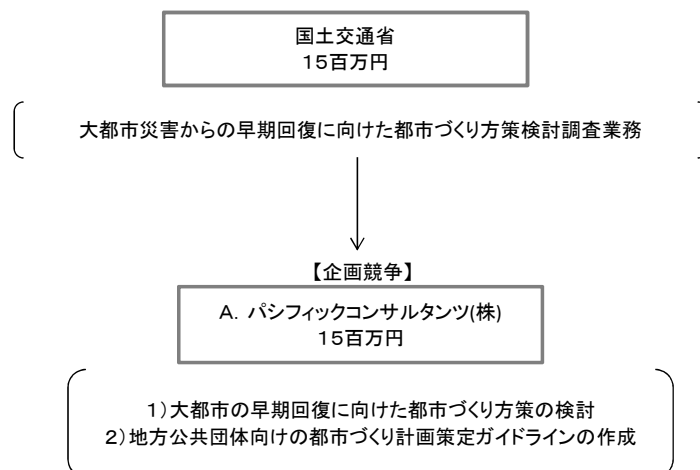 国土交通省
15百万円
大都市災害からの早期回復に向けた都市づくり方策検討調査業務
【企画競争】
A. パシフィックコンサルタンツ(株)
15百万円
1)大都市の早期回復に向けた都市づくり方策の検討
2)地方公共団体向けの都市づくり計画策定ガイドラインの作成